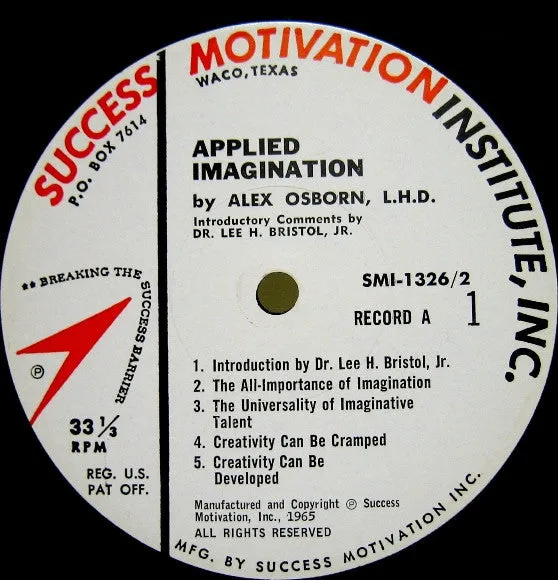 SUCCESS MOTIVATION INSTITUTE, INC.
P.O. BOX 7614
WACO, TEXAS
APPLIED
IMAGINATION
by ALEX OSBORN, L.H.D.
Introductory Comments by
DR. LEE H. BRISTOL, JR.
** BREAKING THE SUCCESS BARRIER
℗
33 1/3
RPM
REG. U.S.
PAT OFF.
SMI-1326/2
RECORD A 1
1. Introduction by Dr. Lee H. Bristol, Jr.
2. The All-Importance of Imagination
3. The Universality of Imaginative
Talent
4. Creativity Can Be Cramped
5. Creativity Can Be
Developed
Manufactured and Copyright ℗ Success
Motivation, Inc., 1965
ALL RIGHTS RESERVED
MFG. BY SUCCESS MOTIVATION INC.